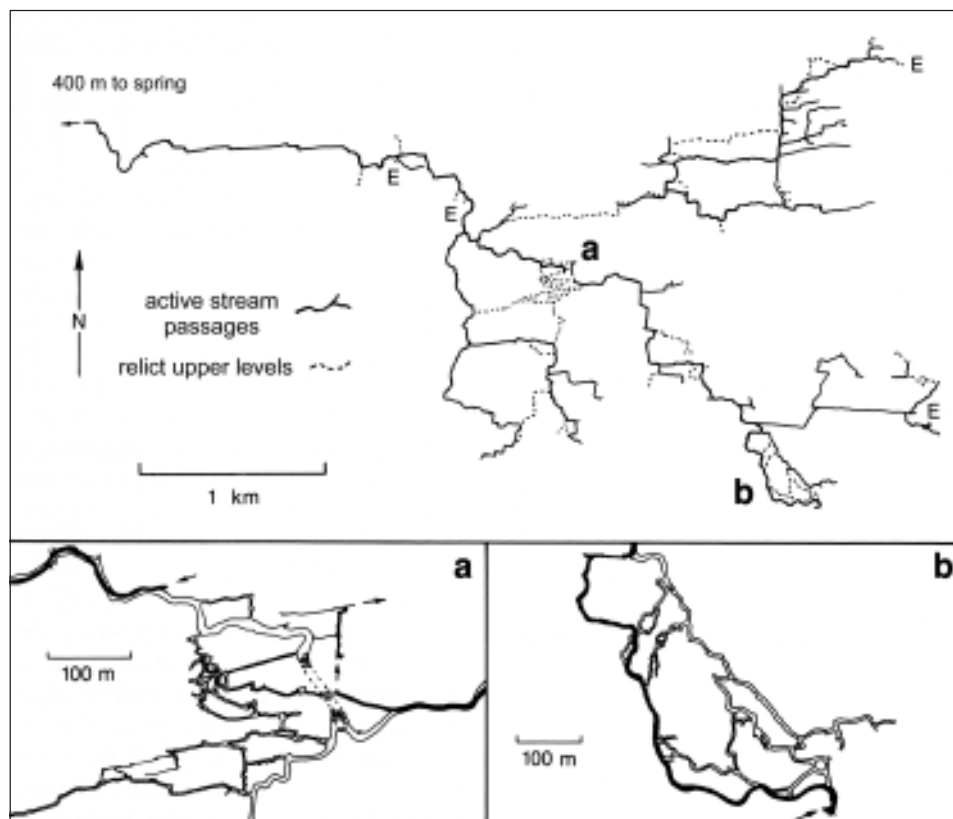 400 m to spring
E
E
E
a
N
active stream
passages
relict upper levels
1 km
E
b
a
100 m
b
100 m